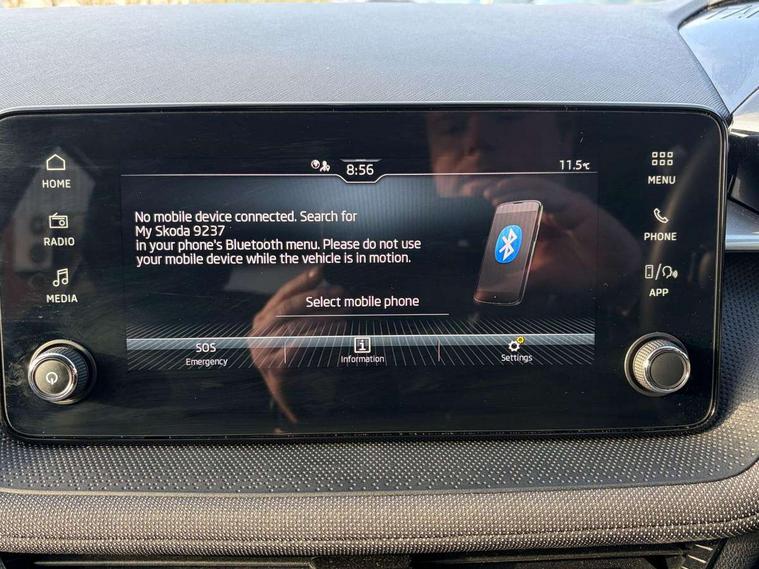 8:56
11.5°C
HOME
MENU
No mobile device connected. Search for
My Skoda 9237
in your phone's Bluetooth menu. Please do not use
your mobile device while the vehicle is in motion.
RADIO
PHONE
MEDIA
APP
Select mobile phone
SOS
Emergency
Information
Settings